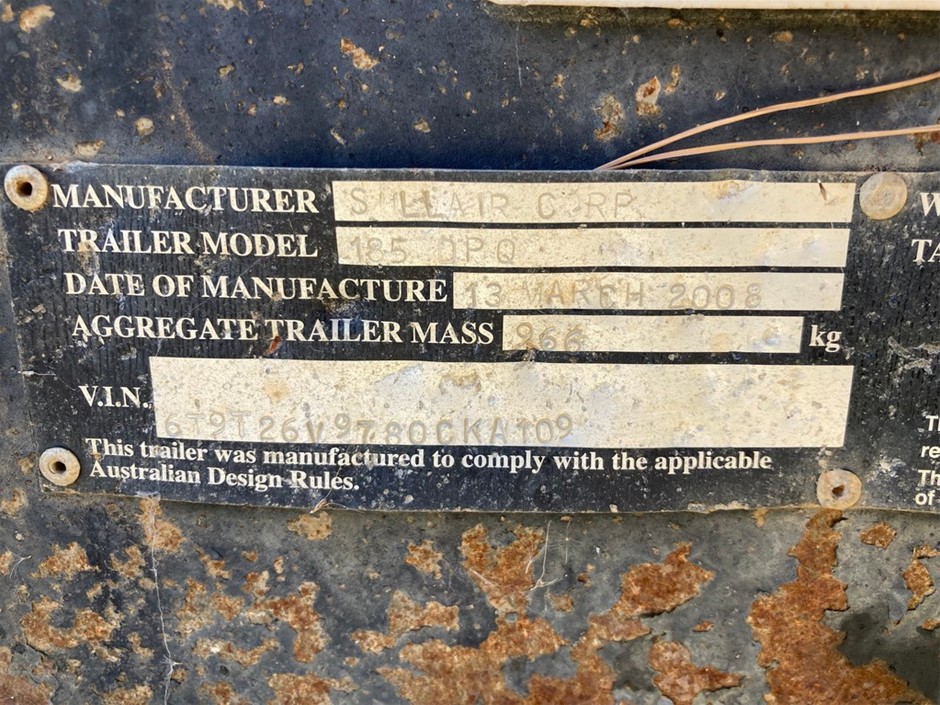 MANUFACTURER SULLAIR CORP.
TRAILER MODEL 185 DPQ
DATE OF MANUFACTURE 13 MARCH 2008
AGGREGATE TRAILER MASS 966 kg
V.I.N.
6T9T26V9780CKA109
This trailer was manufactured to comply with the applicable
Australian Design Rules.